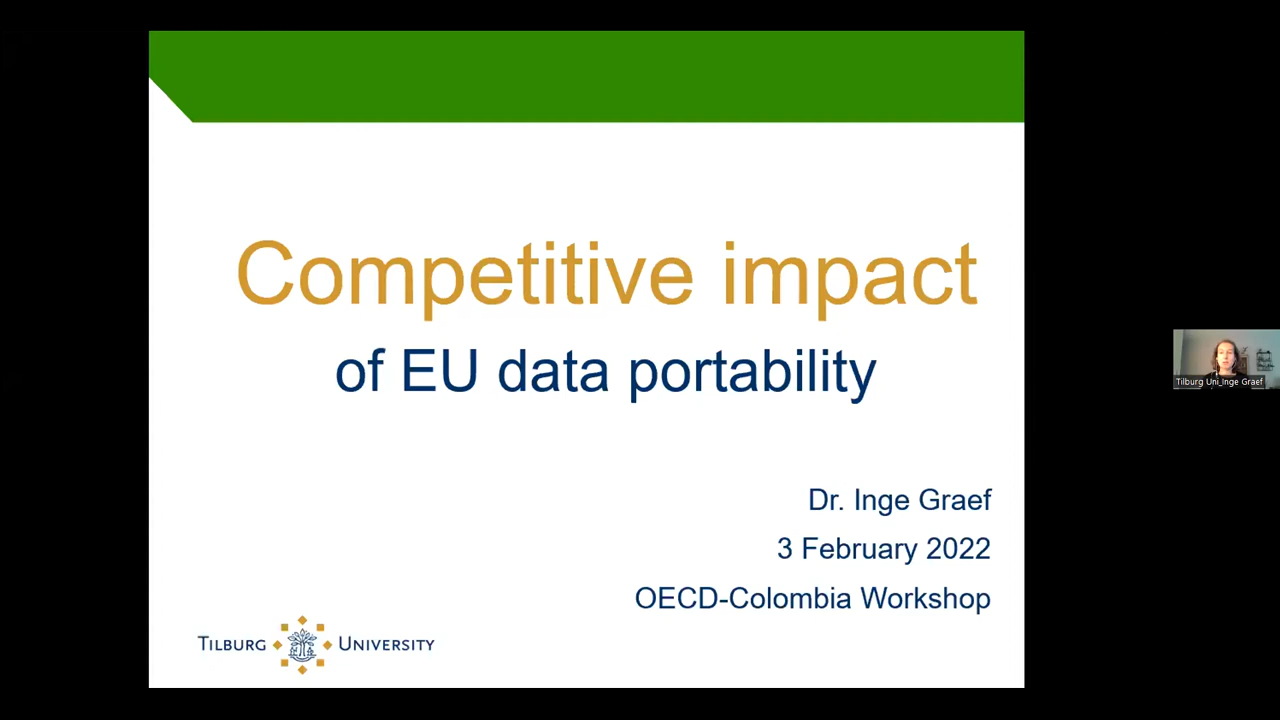 Competitive impact
of EU data portability
Dr. Inge Graef
3 February 2022
OECD-Colombia Workshop
TILBURG UNIVERSITY
Tilburg Uni_Inge Graef